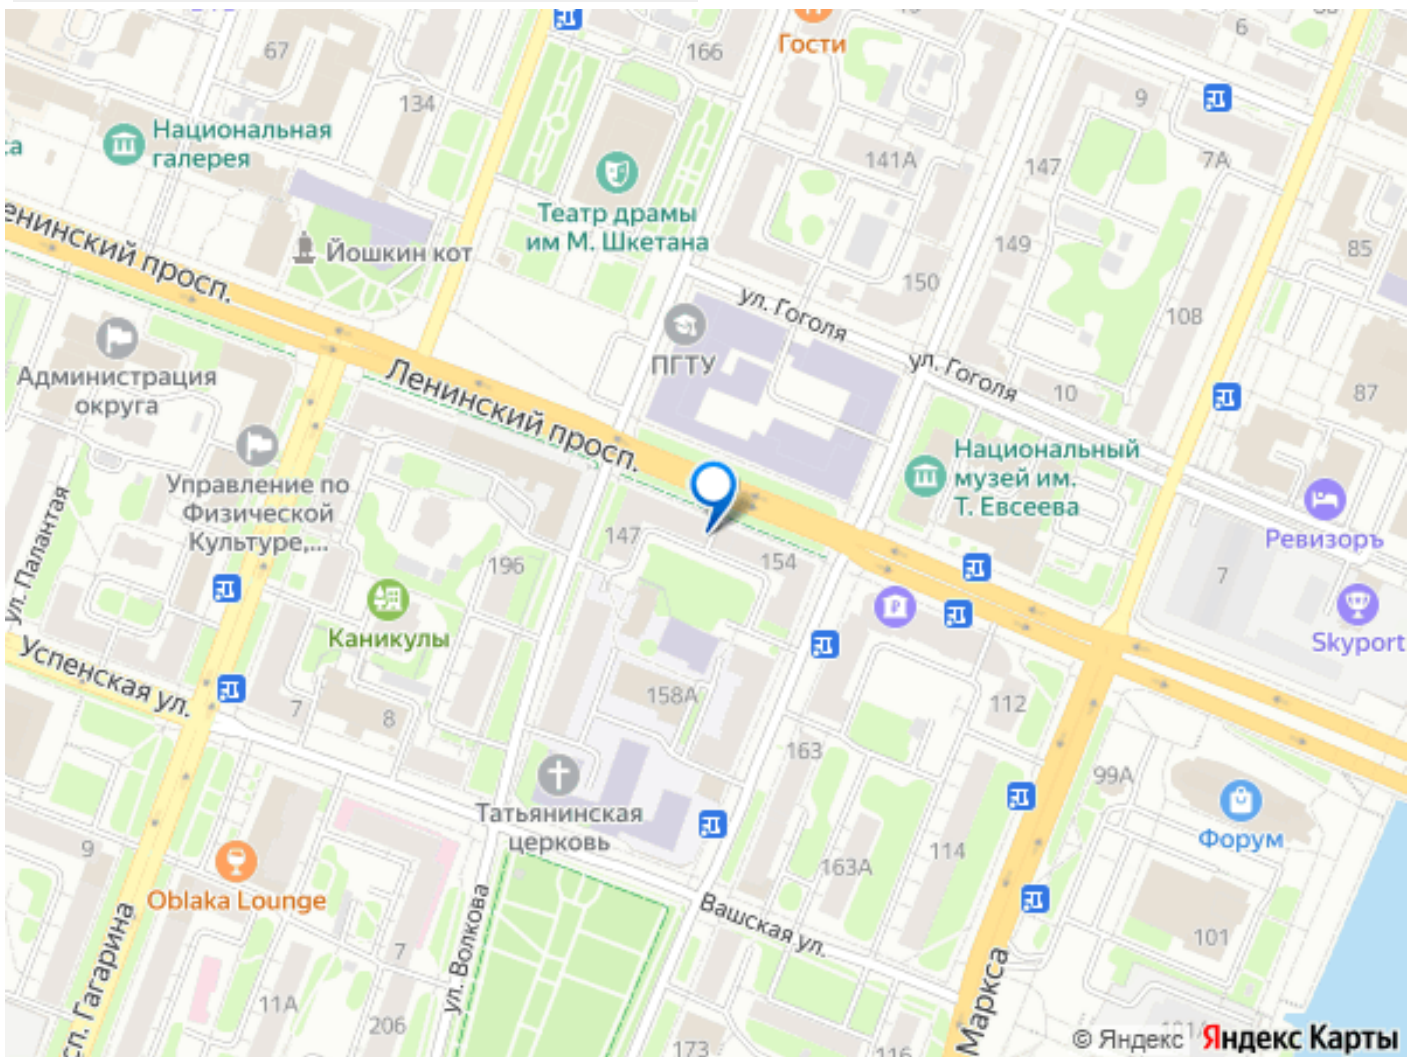 67
166
Гости
6
134
9
Национальная
галерея
141А
147
7А
Театр драмы
им М. Шкетана
Йошкин кот
149
85
150
ул. Гоголя
108
енинский просп.
ПГТУ
ул. Гоголя
Администрация
округа
Ленинский просп.
10
87
Национальный
музей им.
Т. Евсеева
Управление по
Физической
Культуре,...
ул. Палантая
147
154
196
Ревизоръ
7
Каникулы
Skyport
Успенская ул.
158А
7
8
112
163
99А
Татьянинская
церковь
Форум
9
163А
114
Oblaka Lounge
ул. Волкова
Вашская ул.
101
7
сп. Гагарина
Маркса
11А
206
173
116
101А
© Яндекс Яндекс Карты